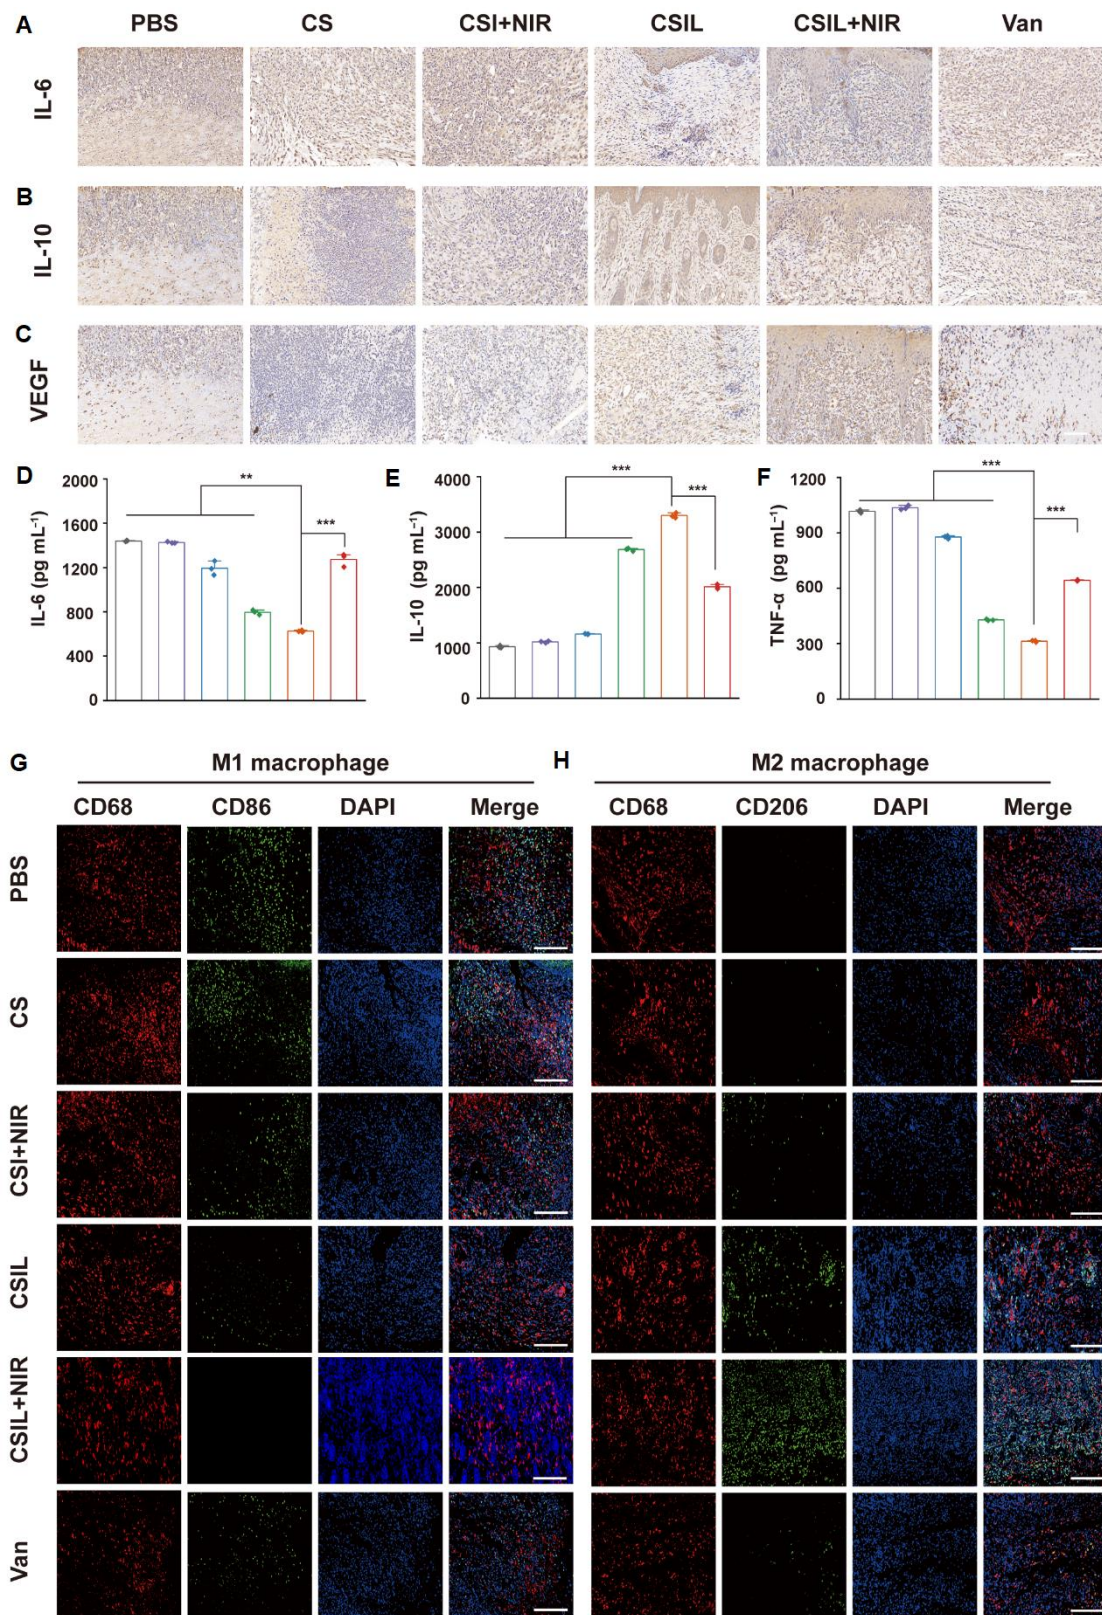 A PBS CS CSI+NIR CSIL CSIL+NIR Van
IL-6
B
IL-10
C
VEGF
D
2000
1600
1200
800
400
0
IL-6 (pg mL⁻¹)
**
***
E
4000
3000
2000
1000
0
IL-10 (pg mL⁻¹)
***
***
F
1200
900
600
300
0
TNF-α (pg mL⁻¹)
***
***
G M1 macrophage
CD68 CD86 DAPI Merge
H M2 macrophage
CD68 CD206 DAPI Merge
PBS
CS
CSI+NIR
CSIL
CSIL+NIR
Van